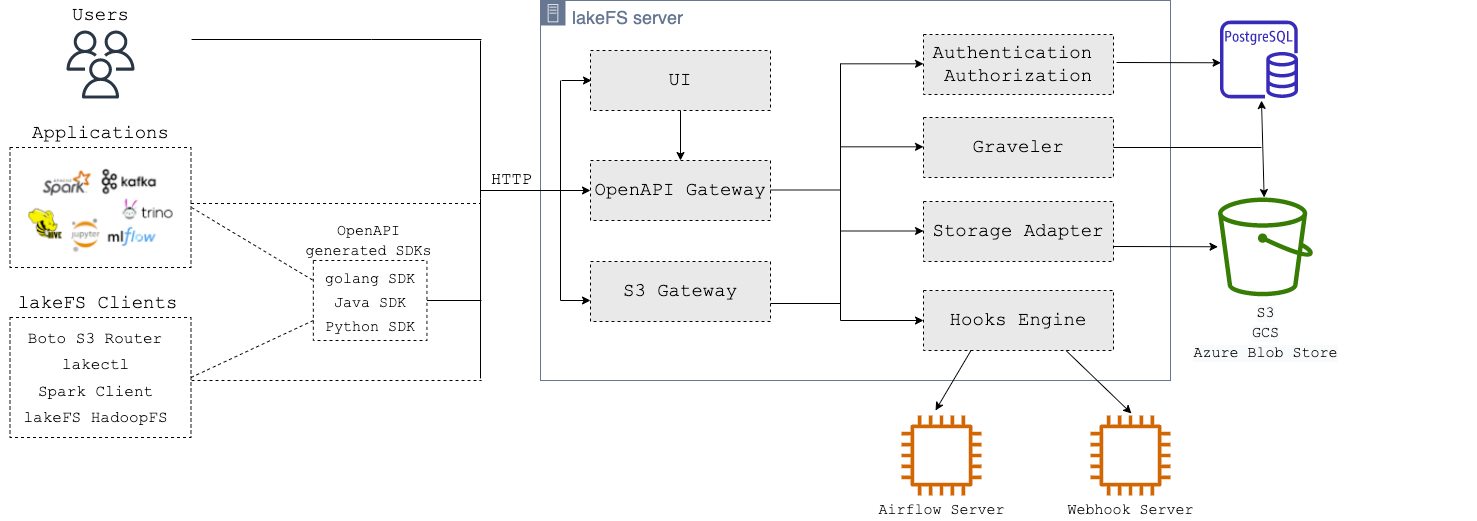 Users
Applications
APACHE
Spark
kafka
trino
HIVE
jupyter
mlflow
lakeFS Clients
Boto S3 Router
lakectl
Spark Client
lakeFS HadoopFS
OpenAPI
generated SDKs
golang SDK
Java SDK
Python SDK
HTTP
lakeFS server
UI
OpenAPI Gateway
S3 Gateway
Authentication
Authorization
Graveler
Storage Adapter
Hooks Engine
PostgreSQL
S3
GCS
Azure Blob Store
Airflow Server
Webhook Server